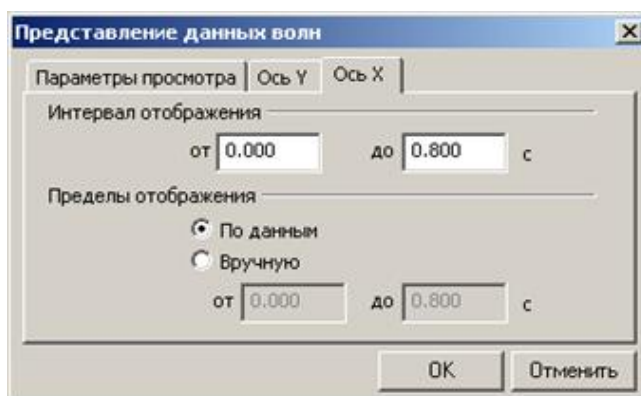 Представление данных волн
Параметры просмотра Ось Y Ось X
Интервал отображения
от 0.000 до 0.800 с
Пределы отображения
По данным
Вручную
от 0.000 до 0.800 с
OK Отменить